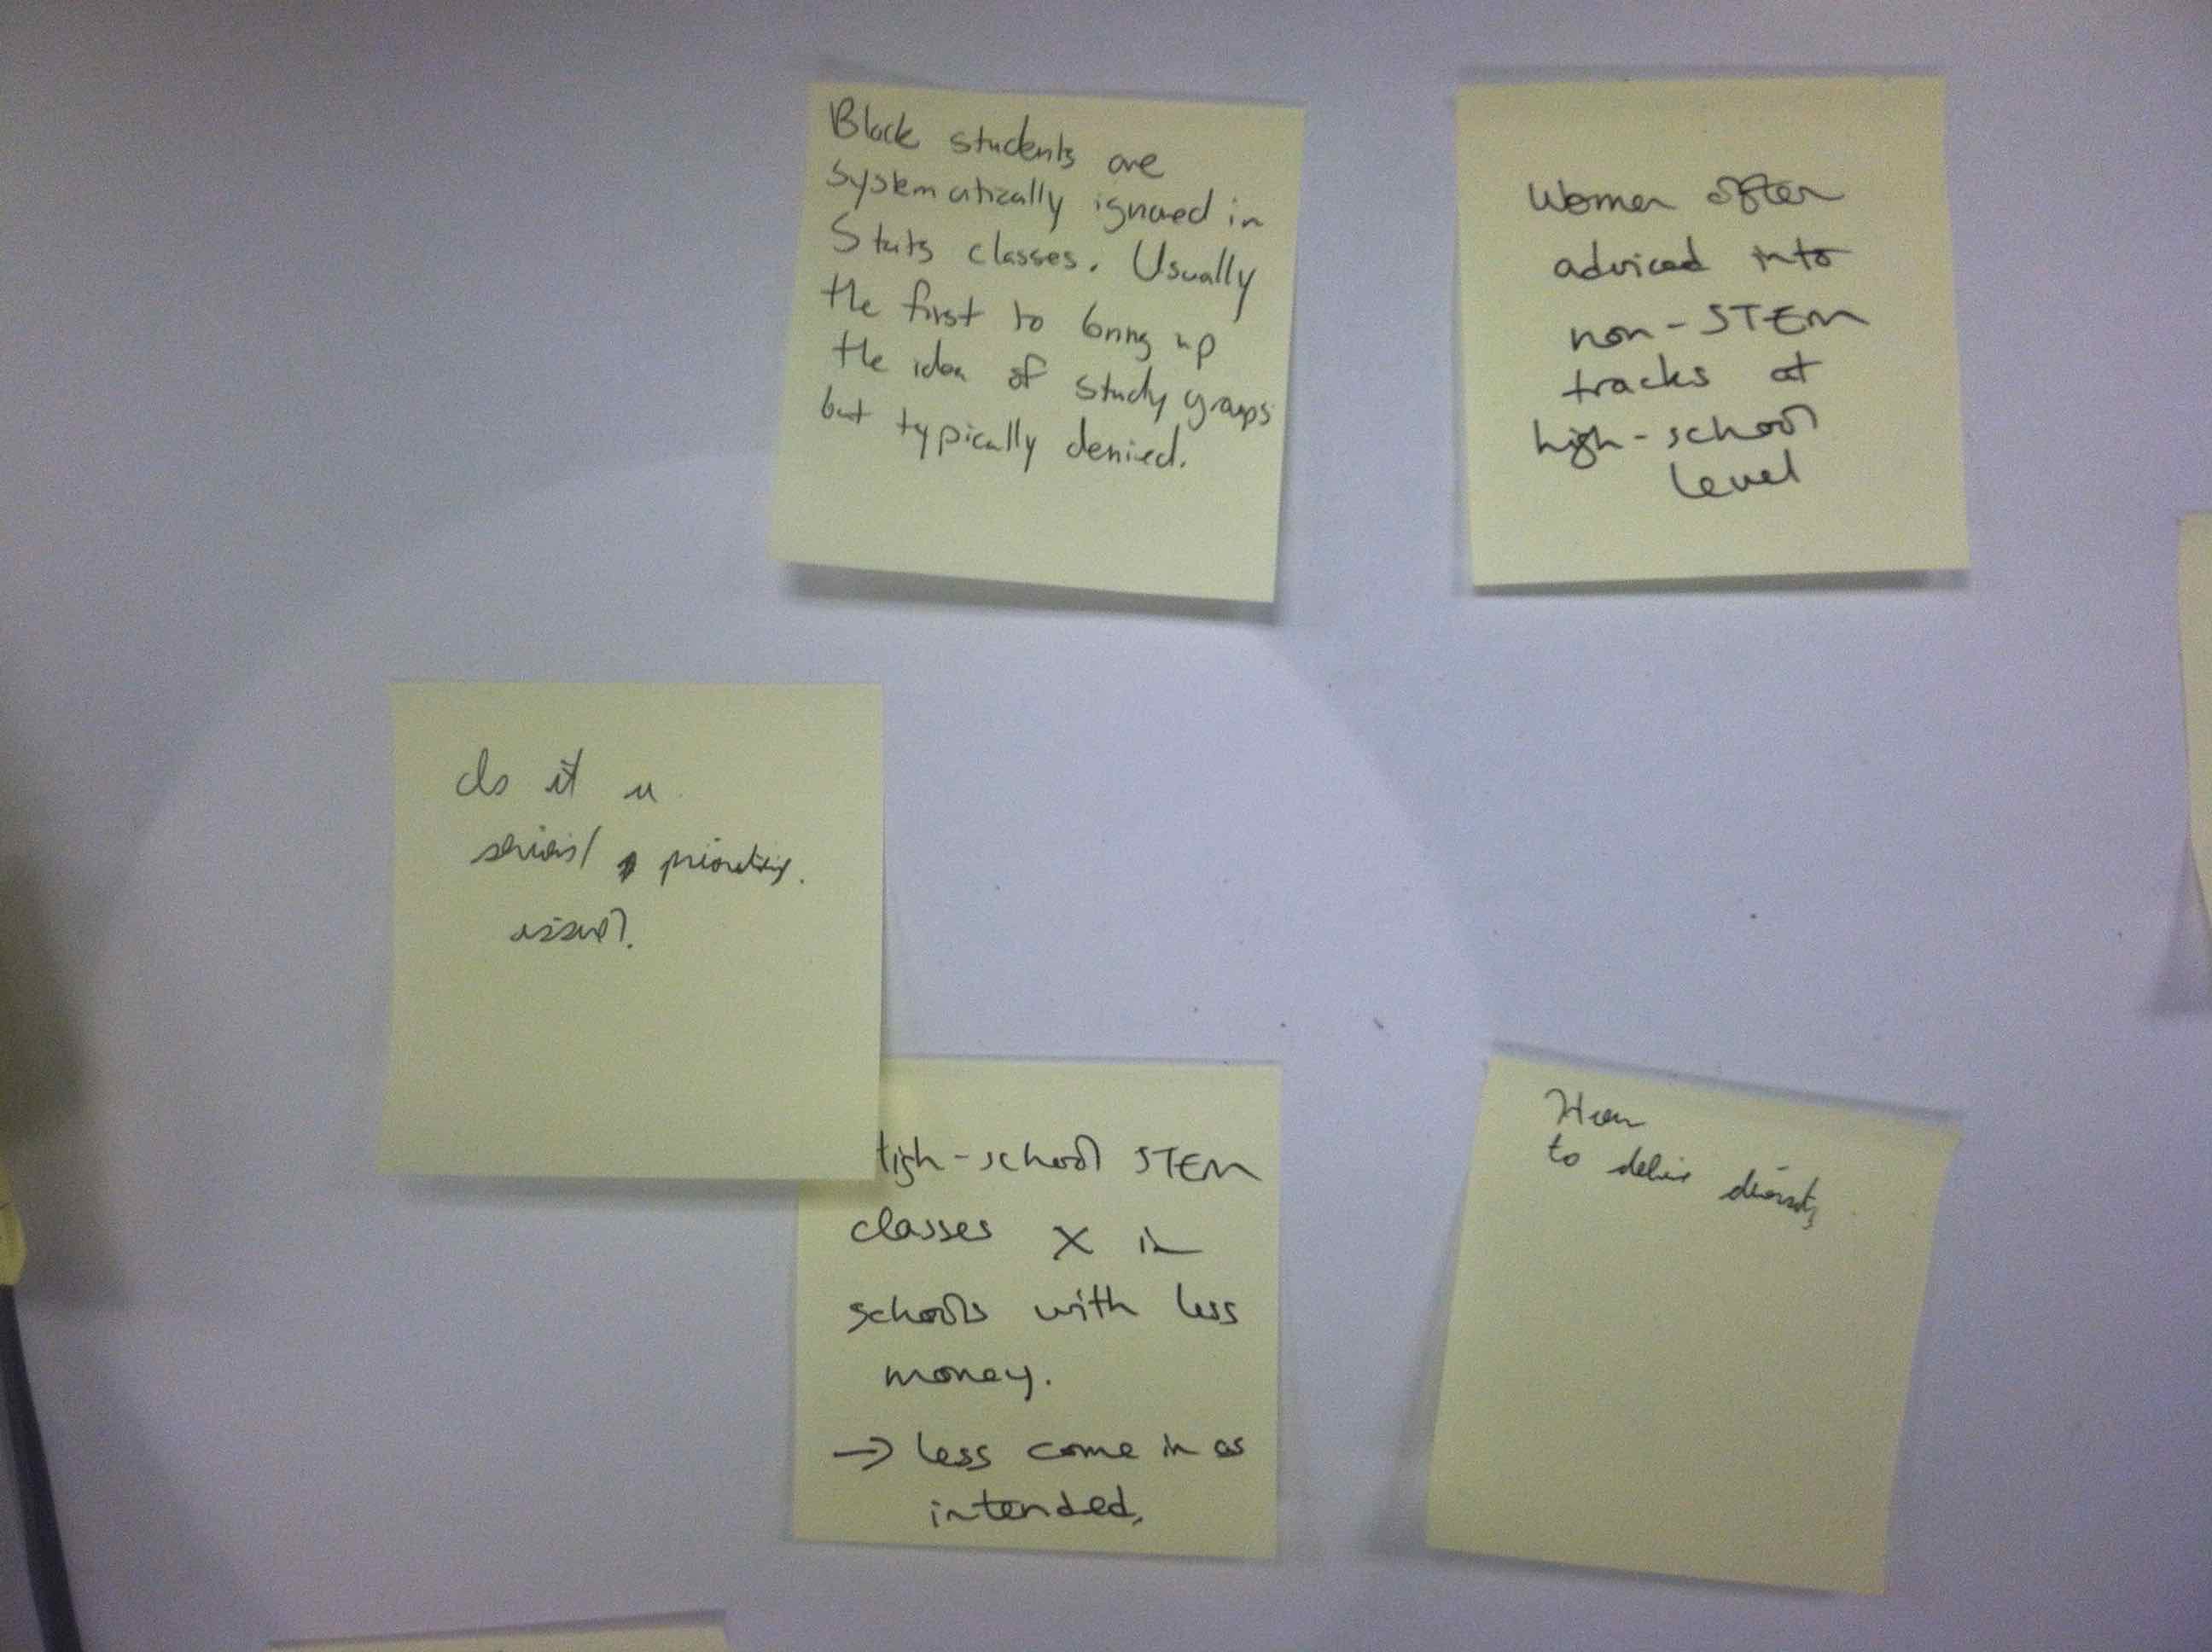 Black students are
systematically ignored in
Stats classes. Usually
the first to bring up
the idea of study groups
but typically denied.
Women often
adviced into
non-STEM
tracks at
high-school
level
Is it a
prioritizing
issue?
high-school STEM
classes X in
schools with less
money.
→ less come in as
intended.
How
to define diversity